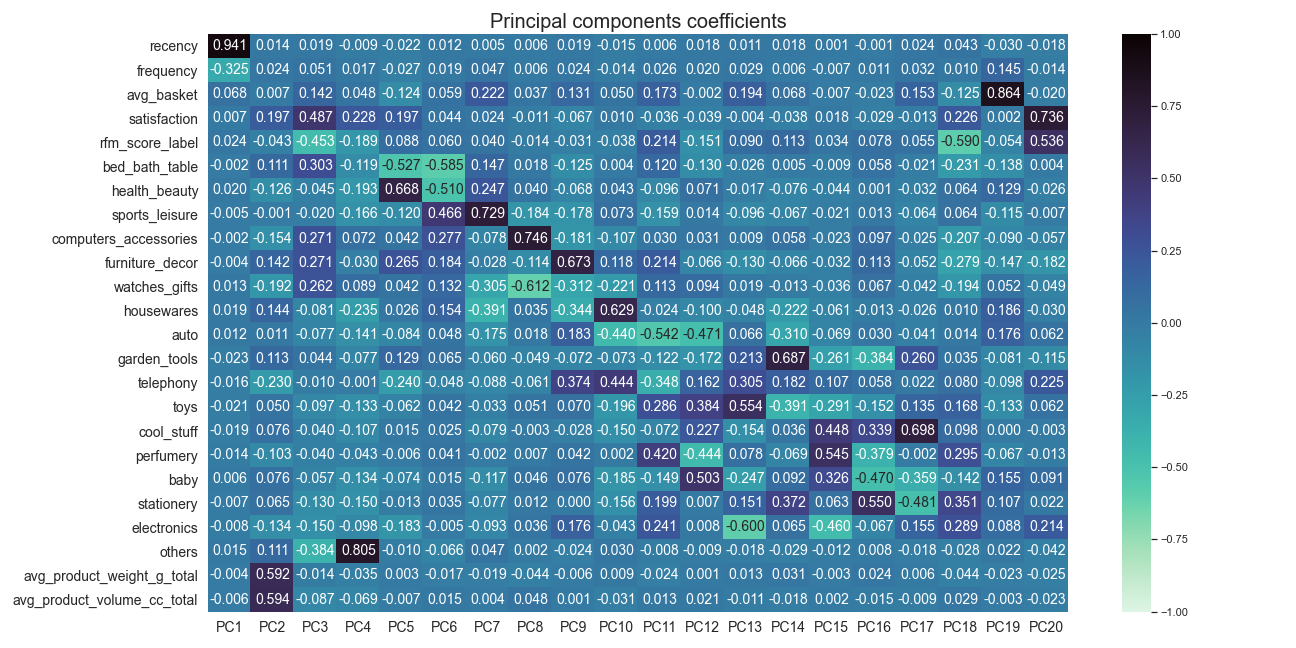 Principal components coefficients
recency 0.941 0.014 0.019 -0.009 -0.022 0.012 0.005 0.006 0.019 -0.015 0.006 0.018 0.011 0.018 0.001 -0.001 0.024 0.043 -0.030 -0.018
frequency -0.325 0.024 0.051 0.017 -0.027 0.019 0.047 0.006 0.024 -0.014 0.026 0.020 0.029 0.006 -0.007 0.011 0.032 0.010 0.145 -0.014
avg_basket 0.068 0.007 0.142 0.048 -0.124 0.059 0.222 0.037 0.131 0.050 0.173 -0.002 0.194 0.068 -0.007 -0.023 0.153 -0.125 0.864 -0.020
satisfaction 0.007 0.197 0.487 0.228 0.197 0.044 0.024 -0.011 -0.067 0.010 -0.036 -0.039 -0.004 -0.038 0.018 -0.029 -0.013 0.226 0.002 0.736
rfm_score_label 0.024 -0.043 -0.453 -0.189 0.088 0.060 0.040 -0.014 -0.031 -0.038 0.214 -0.151 0.090 0.113 0.034 0.078 0.055 -0.590 -0.054 0.536
bed_bath_table -0.002 0.111 0.303 -0.119 -0.527 -0.585 0.147 0.018 -0.125 0.004 0.120 -0.130 -0.026 0.005 -0.009 0.058 -0.021 -0.231 -0.138 0.004
health_beauty 0.020 -0.126 -0.045 -0.193 0.668 -0.510 0.247 0.040 -0.068 0.043 -0.096 0.071 -0.017 -0.076 -0.044 0.001 -0.032 0.064 0.129 -0.026
sports_leisure -0.005 -0.001 -0.020 -0.166 -0.120 0.466 0.729 -0.184 -0.178 0.073 -0.159 0.014 -0.096 -0.067 -0.021 0.013 -0.064 0.064 -0.115 -0.007
computers_accessories -0.002 -0.154 0.271 0.072 0.042 0.277 -0.078 0.746 -0.181 -0.107 0.030 0.031 0.009 0.058 -0.023 0.097 -0.025 -0.207 -0.090 -0.057
furniture_decor -0.004 0.142 0.271 -0.030 0.265 0.184 -0.028 -0.114 0.673 0.118 0.214 -0.066 -0.130 -0.066 -0.032 0.113 -0.052 -0.279 -0.147 -0.182
watches_gifts 0.013 -0.192 0.262 0.089 0.042 0.132 -0.305 -0.612 -0.312 -0.221 0.113 0.094 0.019 -0.013 -0.036 0.067 -0.042 -0.194 0.052 -0.049
housewares 0.019 0.144 -0.081 -0.235 0.026 0.154 -0.391 0.035 -0.344 0.629 -0.024 -0.100 -0.048 -0.222 -0.061 -0.013 -0.026 0.010 0.186 -0.030
auto 0.012 0.011 -0.077 -0.141 -0.084 0.048 -0.175 0.018 0.183 -0.440 -0.542 -0.471 0.066 -0.310 -0.069 0.030 -0.041 0.014 0.176 0.062
garden_tools -0.023 0.113 0.044 -0.077 0.129 0.065 -0.060 -0.049 -0.072 -0.073 -0.122 -0.172 0.213 0.687 -0.261 -0.384 0.260 0.035 -0.081 -0.115
telephony -0.016 -0.230 -0.010 -0.001 -0.240 -0.048 -0.088 -0.061 0.374 0.444 -0.348 0.162 0.305 0.182 0.107 0.058 0.022 0.080 -0.098 0.225
toys -0.021 0.050 -0.097 -0.133 -0.062 0.042 -0.033 0.051 0.070 -0.196 0.286 0.384 0.554 -0.391 -0.291 -0.152 0.135 0.168 -0.133 0.062
cool_stuff -0.019 0.076 -0.040 -0.107 0.015 0.025 -0.079 -0.003 -0.028 -0.150 -0.072 0.227 -0.154 0.036 0.448 0.339 0.698 0.098 0.000 -0.003
perfumery -0.014 -0.103 -0.040 -0.043 -0.006 0.041 -0.002 0.007 0.042 0.002 0.420 -0.444 0.078 -0.069 0.545 -0.379 -0.002 0.295 -0.067 -0.013
baby 0.006 0.076 -0.057 -0.134 -0.074 0.015 -0.117 0.046 0.076 -0.185 -0.149 0.503 -0.247 0.092 0.326 -0.470 -0.359 -0.142 0.155 0.091
stationery -0.007 0.065 -0.130 -0.150 -0.013 0.035 -0.077 0.012 0.000 -0.156 0.199 0.007 0.151 0.372 0.063 0.550 -0.481 0.351 0.107 0.022
electronics -0.008 -0.134 -0.150 -0.098 -0.183 -0.005 -0.093 0.036 0.176 -0.043 0.241 0.008 -0.600 0.065 -0.460 -0.067 0.155 0.289 0.088 0.214
others 0.015 0.111 -0.384 0.805 -0.010 -0.066 0.047 0.002 -0.024 0.030 -0.008 -0.009 -0.018 -0.029 -0.012 0.008 -0.018 -0.028 0.022 -0.042
avg_product_weight_g_total -0.004 0.592 -0.014 -0.035 0.003 -0.017 -0.019 -0.044 -0.006 0.009 -0.024 0.001 0.013 0.031 -0.003 0.024 0.006 -0.044 -0.023 -0.025
avg_product_volume_cc_total -0.006 0.594 -0.087 -0.069 -0.007 0.015 0.004 0.048 0.001 -0.031 0.013 0.021 -0.011 -0.018 0.002 -0.015 -0.009 0.029 -0.003 -0.023
PC1 PC2 PC3 PC4 PC5 PC6 PC7 PC8 PC9 PC10 PC11 PC12 PC13 PC14 PC15 PC16 PC17 PC18 PC19 PC20
1.00
0.75
0.50
0.25
0.00
−0.25
−0.50
−0.75
−1.00